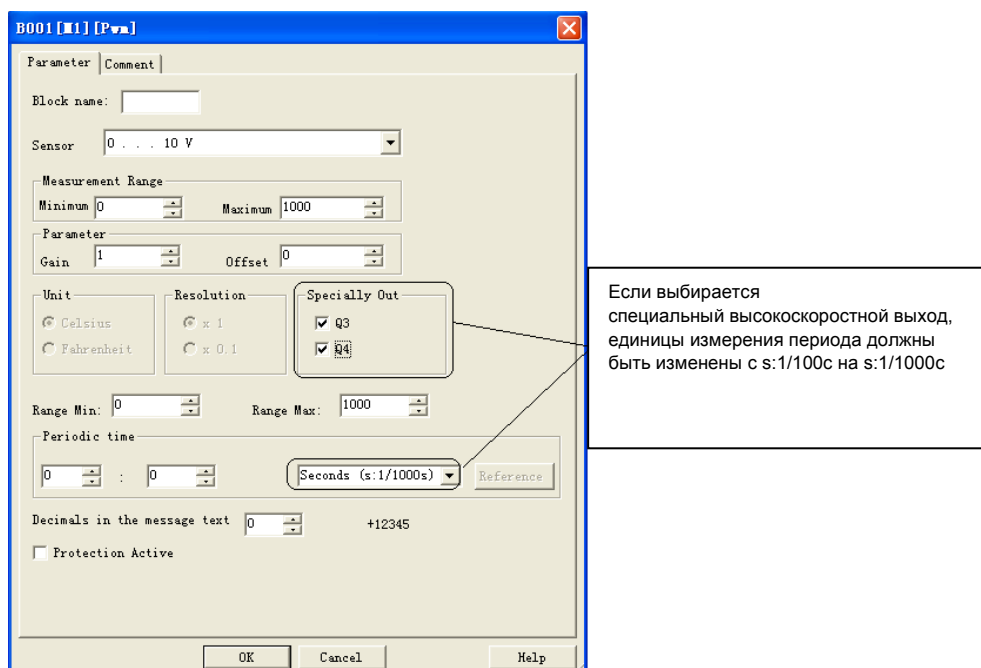 B001 [M1] [Pwm]
Parameter Comment
Block name:
Sensor 0 . . . 10 V
Measurement Range
Minimum 0 Maximum 1000
Parameter
Gain 1 Offset 0
Unit Resolution Specially Out
Celsius x 1 Q3
Fahrenheit x 0.1 Q4
Range Min: 0 Range Max: 1000
Periodic time
0 : 0 Seconds (s:1/1000s) Reference
Decimals in the message text 0 +12345
Protection Active
OK Cancel Help
Если выбирается
специальный высокоскоростной выход,
единицы измерения периода должны
быть изменены с s:1/100с на s:1/1000с